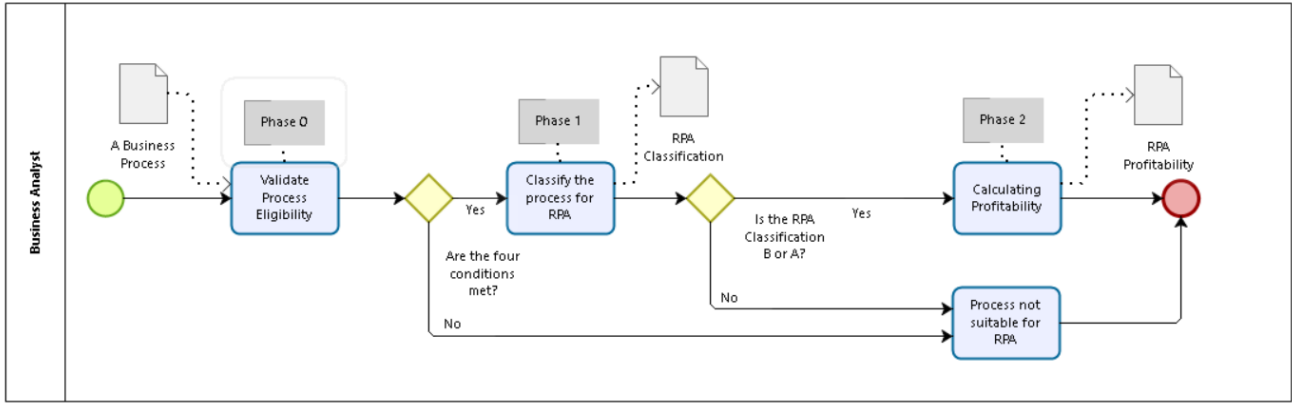 Business Analyst
A Business
Process
Phase 0
Validate
Process
Eligibility
Are the four
conditions
met?
Yes
No
Phase 1
Classify the
process for
RPA
RPA
Classification
Is the RPA
Classification
B or A?
Yes
No
Phase 2
Calculating
Profitability
RPA
Profitability
Process not
suitable for
RPA